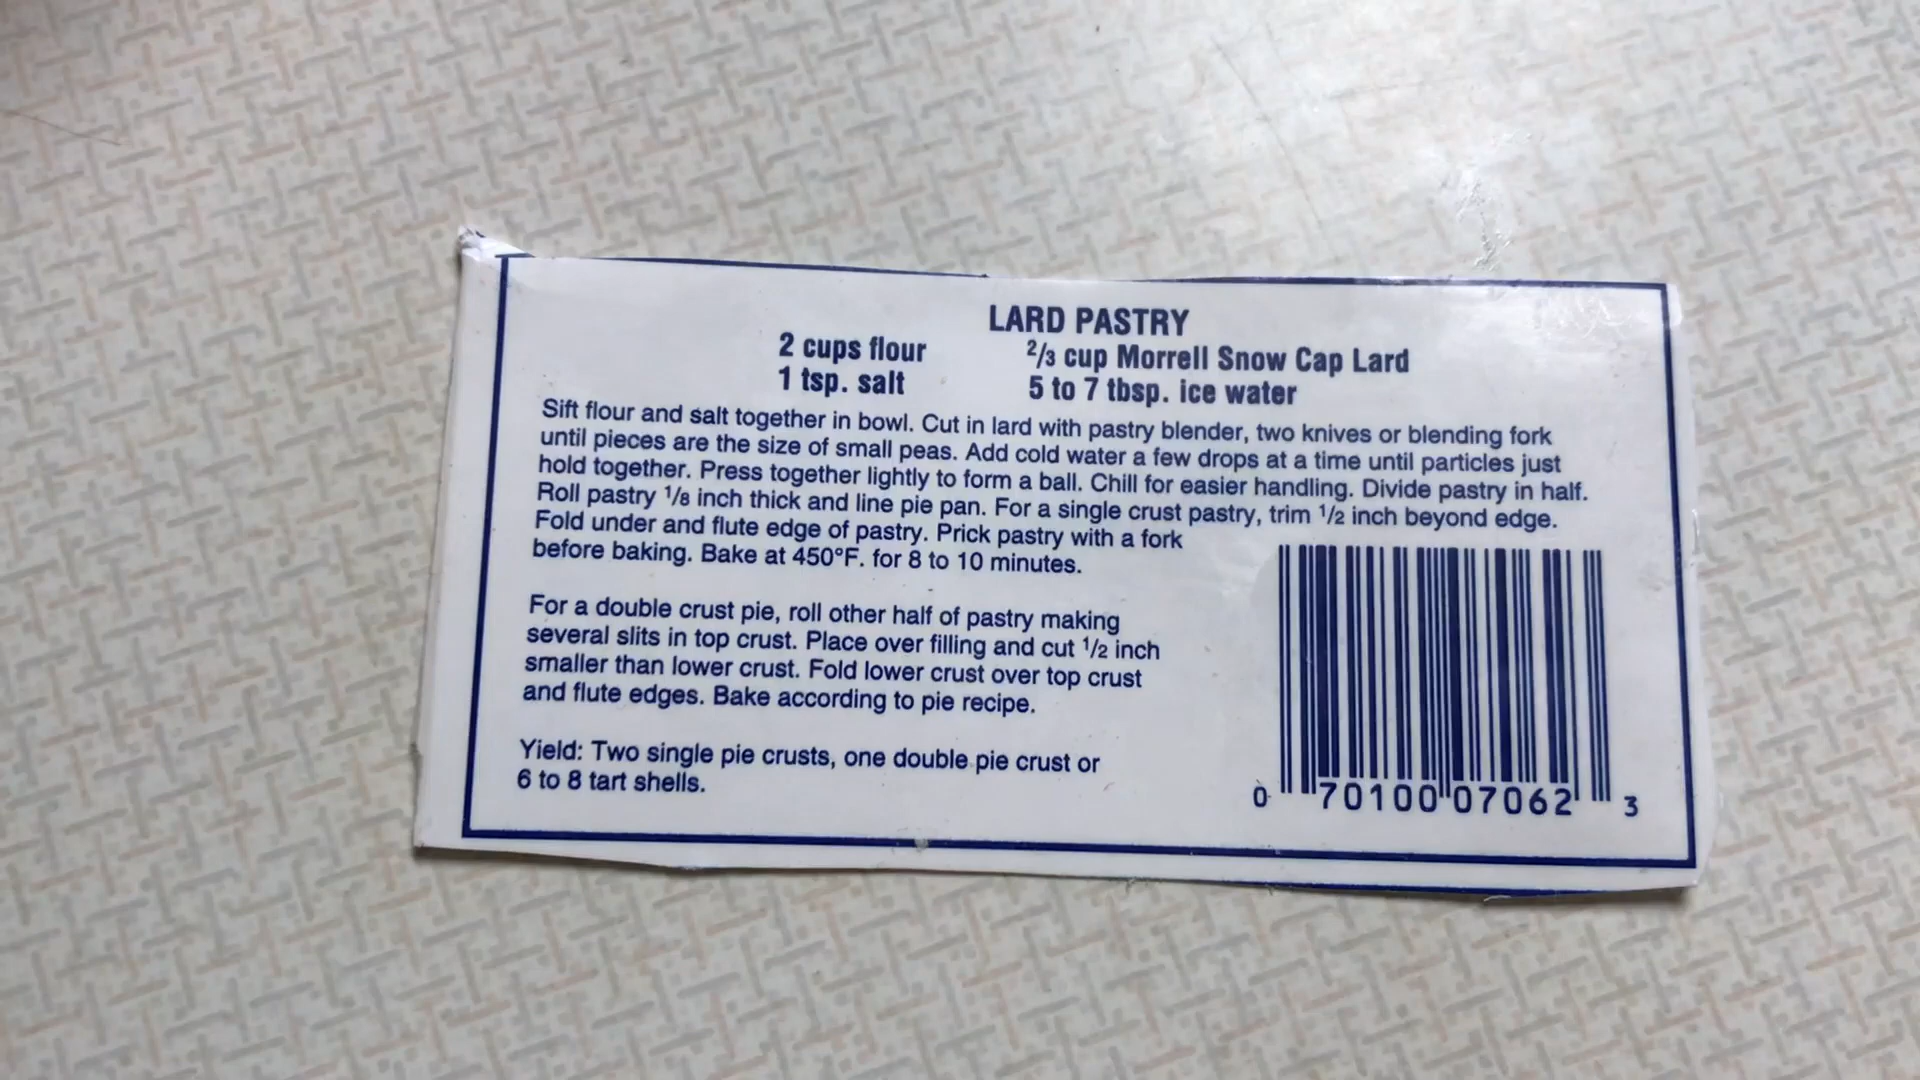 LARD PASTRY
2 cups flour 2/3 cup Morrell Snow Cap Lard
1 tsp. salt 5 to 7 tbsp. ice water
Sift flour and salt together in bowl. Cut in lard with pastry blender, two knives or blending fork
until pieces are the size of small peas. Add cold water a few drops at a time until particles just
hold together. Press together lightly to form a ball. Chill for easier handling. Divide pastry in half.
Roll pastry 1/8 inch thick and line pie pan. For a single crust pastry, trim 1/2 inch beyond edge.
Fold under and flute edge of pastry. Prick pastry with a fork
before baking. Bake at 450°F. for 8 to 10 minutes.
For a double crust pie, roll other half of pastry making
several slits in top crust. Place over filling and cut 1/2 inch
smaller than lower crust. Fold lower crust over top crust
and flute edges. Bake according to pie recipe.
Yield: Two single pie crusts, one double pie crust or
6 to 8 tart shells.
0 70100 07062 3